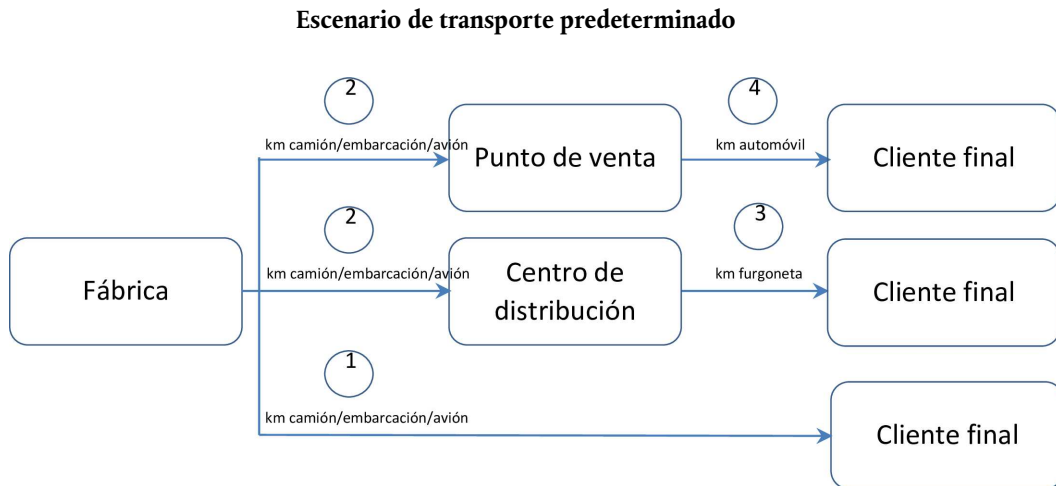 Escenario de transporte predeterminado
2
4
km camión/embarcación/avión
Punto de venta
km automóvil
Cliente final
2
3
km camión/embarcación/avión
Fábrica
Centro de
distribución
km furgoneta
Cliente final
1
km camión/embarcación/avión
Cliente final